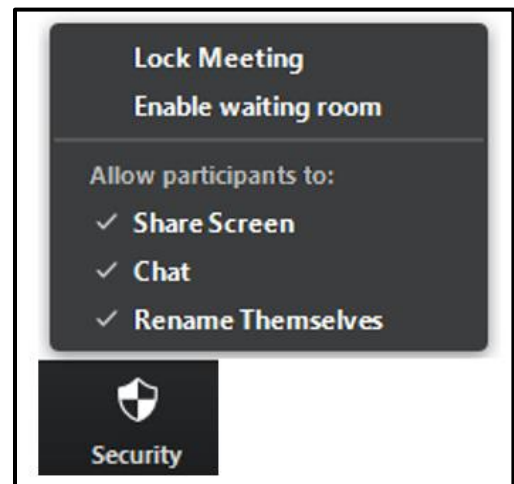 Lock Meeting
Enable waiting room
Allow participants to:
✓ Share Screen
✓ Chat
✓ Rename Themselves
Security